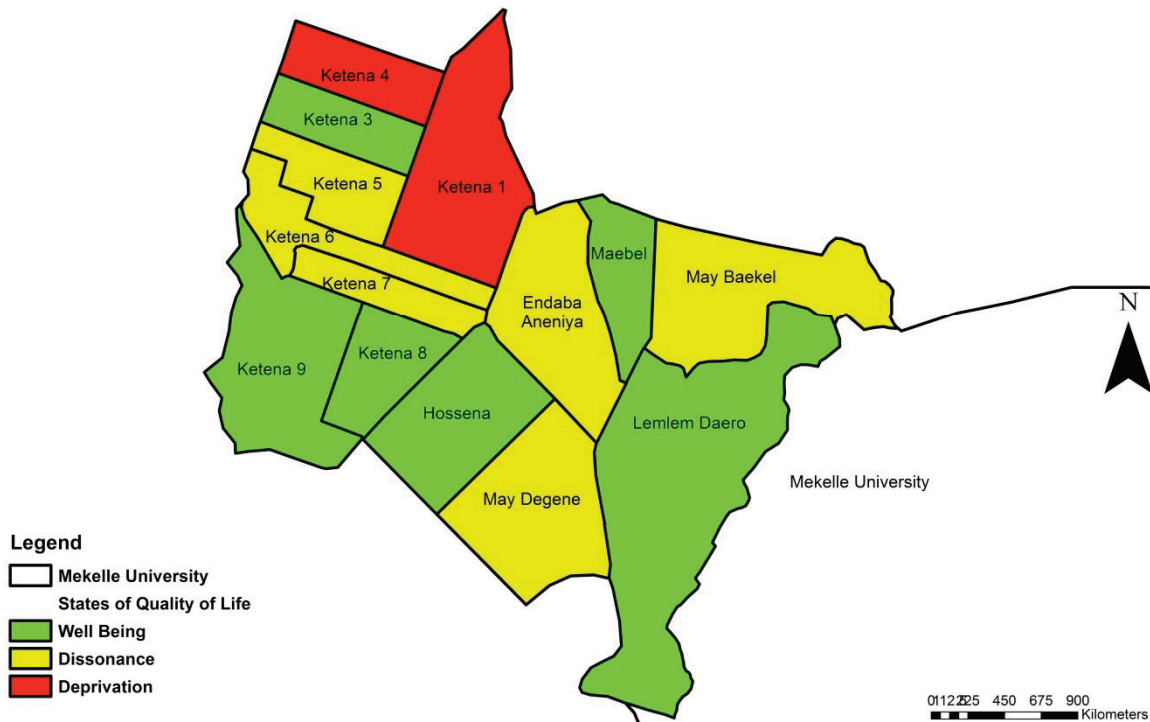 Ketena 4
Ketena 3
Ketena 5
Ketena 1
Ketena 6
Ketena 7
Maebel
May Baekel
Endaba
Aneniya
N
Ketena 8
Ketena 9
Hossena
Lemlem Daero
May Degene
Mekelle University
Legend
Mekelle University
States of Quality of Life
Well Being
Dissonance
Deprivation
450 675 900
Kilometers